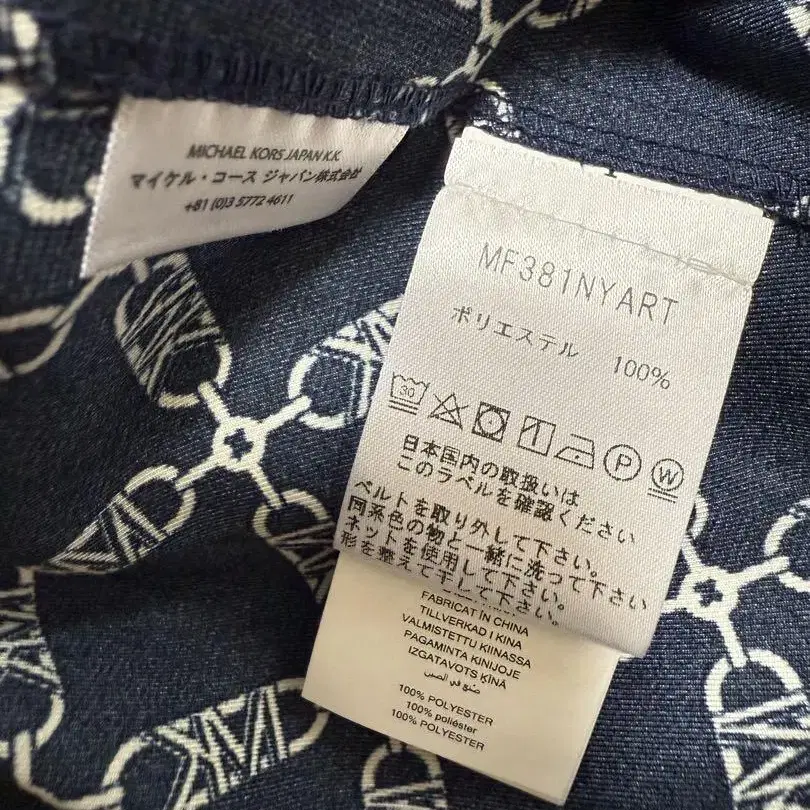 MICHAEL KORS JAPAN K.K.
マイケル・コース ジャパン株式会社
+81 (0)3 5772 4611
MF381NYART
ポリエステル 100%
30
P
W
日本国内の取扱いは
このラベルを確認ください
ベルトを取り外して下さい。
同系色の物と一緒に洗って下さい
ネットを使用して下さい。
形を整えて干して下さい。
FABRICAT ÎN CHINA
TILLVERKAD I KINA
VALMISTETTU KIINASSA
PAGAMINTA KINIJOJE
IZGATAVOTS ĶĪNĀ
صنع في الصين
100% POLYESTER
100% poliéster
100% POLYESTER